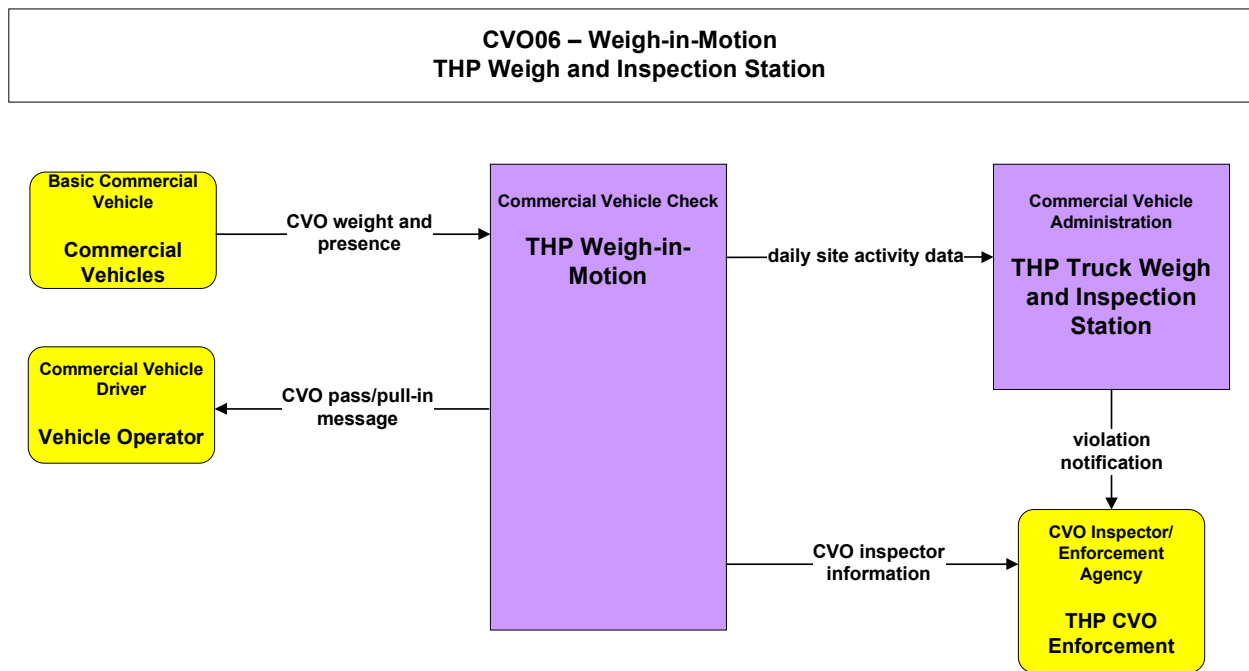 CVO06 – Weigh-in-Motion
THP Weigh and Inspection Station
Basic Commercial
Vehicle
Commercial
Vehicles
CVO weight and
presence
Commercial Vehicle Check
THP Weigh-in-
Motion
daily site activity data
Commercial Vehicle
Administration
THP Truck Weigh
and Inspection
Station
Commercial Vehicle
Driver
Vehicle Operator
CVO pass/pull-in
message
violation
notification
CVO inspector
information
CVO Inspector/
Enforcement
Agency
THP CVO
Enforcement